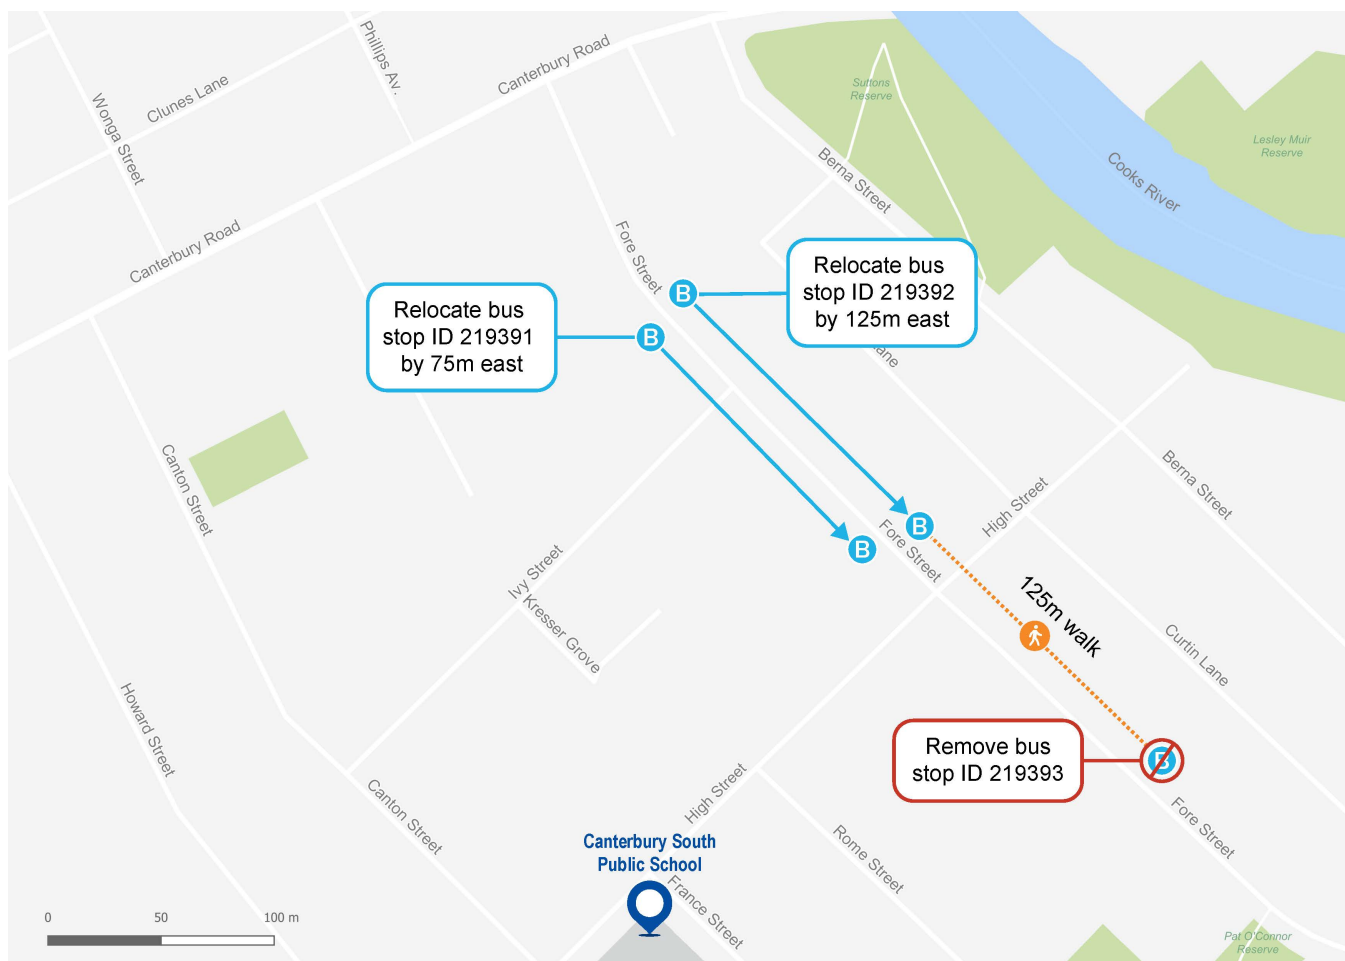 Phillips Av.
Canterbury Road
Clunes Lane
Wonga Street
Suttons
Reserve
Lesley Muir
Reserve
Cooks River
Berna Street
Canterbury Road
Fore Street
Relocate bus
stop ID 219392
by 125m east
Relocate bus
stop ID 219391
by 75m east
B
B
Canton Street
Berna Street
High Street
B
B
Fore Street
Ivy Street
Kresser Grove
125m walk
Curtin Lane
Howard Street
Remove bus
stop ID 219393
B
High Street
Canton Street
Fore Street
Rome Street
Canterbury South
Public School
France Street
0 50 100 m
Pat O'Connor
Reserve